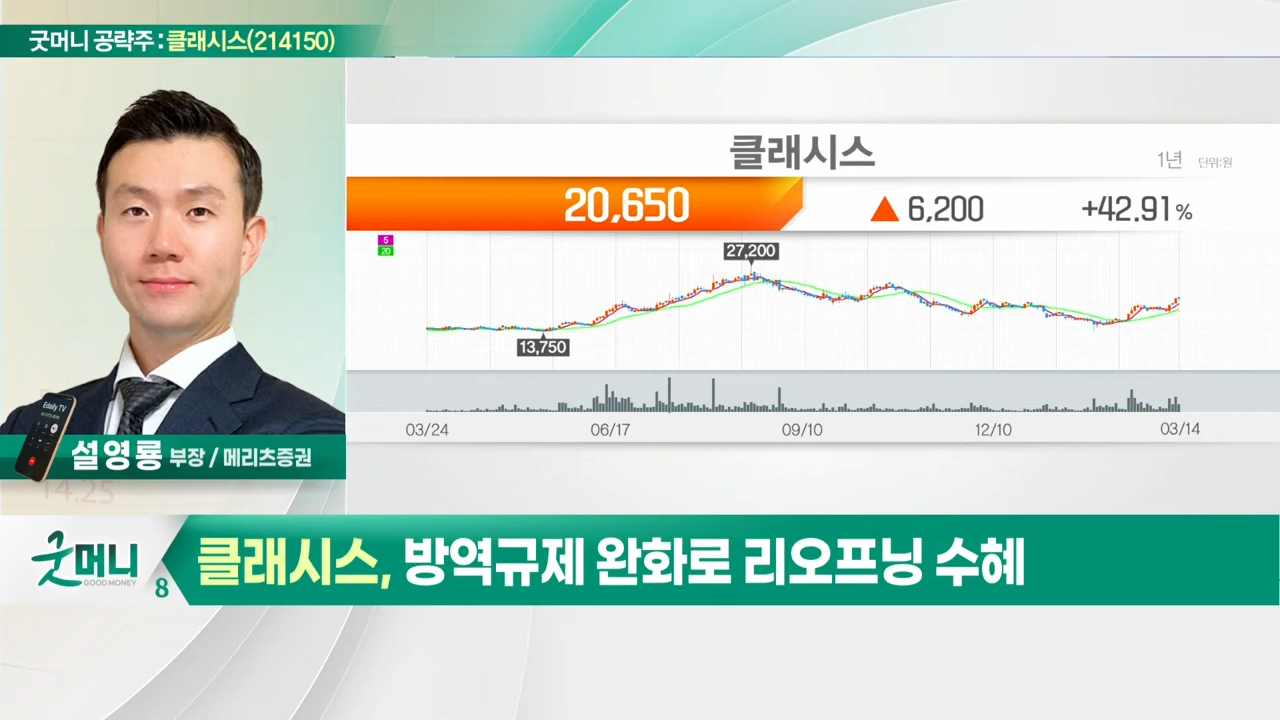 굿머니 공략주 : 클래시스(214150)
클래시스
1년 단위:원
20,650 ▲ 6,200 +42.91%
5
20
27,200
13,750
03/24 06/17 09/10 12/10 03/14
Edaily TV
설영룡 부장 / 메리츠증권
14.25
굿머니
GOOD MONEY
8
클래시스, 방역규제 완화로 리오프닝 수혜